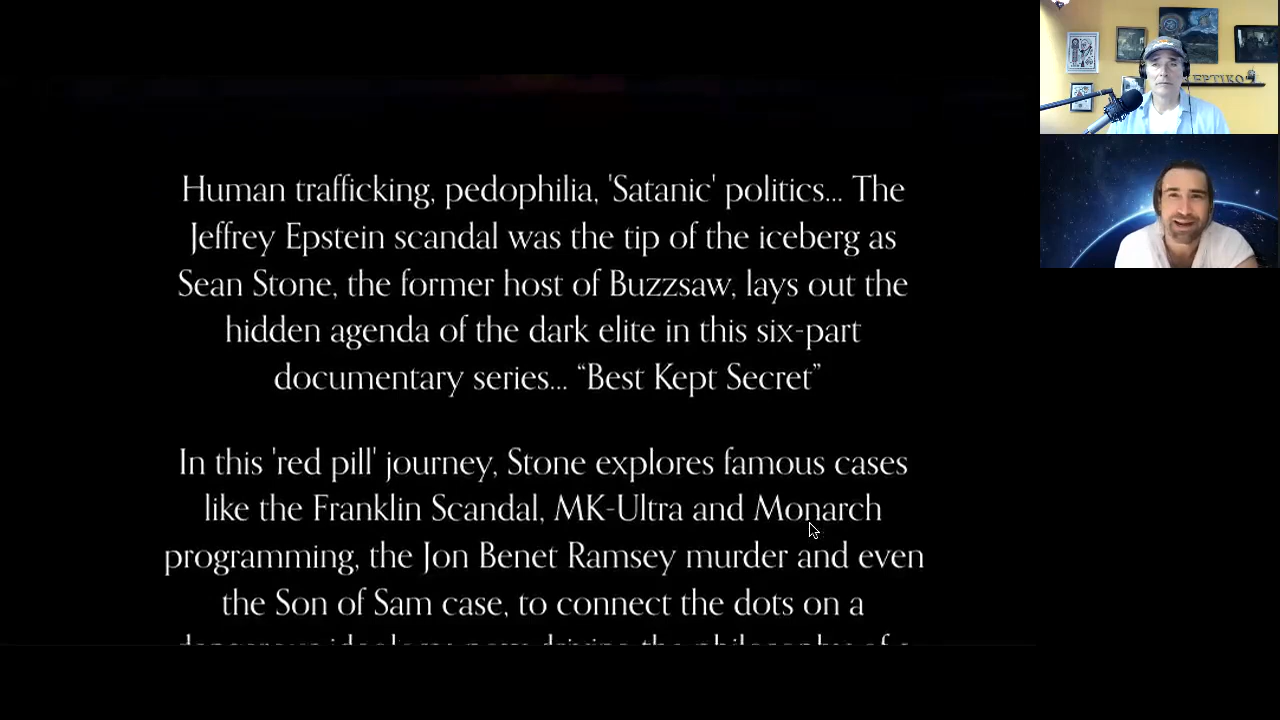 Human trafficking, pedophilia, 'Satanic' politics... The
Jeffrey Epstein scandal was the tip of the iceberg as
Sean Stone, the former host of Buzzsaw, lays out the
hidden agenda of the dark elite in this six-part
documentary series... “Best Kept Secret”
In this 'red pill' journey, Stone explores famous cases
like the Franklin Scandal, MK-Ultra and Monarch
programming, the Jon Benet Ramsey murder and even
the Son of Sam case, to connect the dots on a